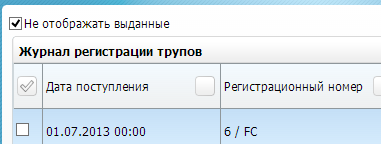 Не отображать выданные
Журнал регистрации трупов
Дата поступления Регистрационный номер
01.07.2013 00:00 6 / FC